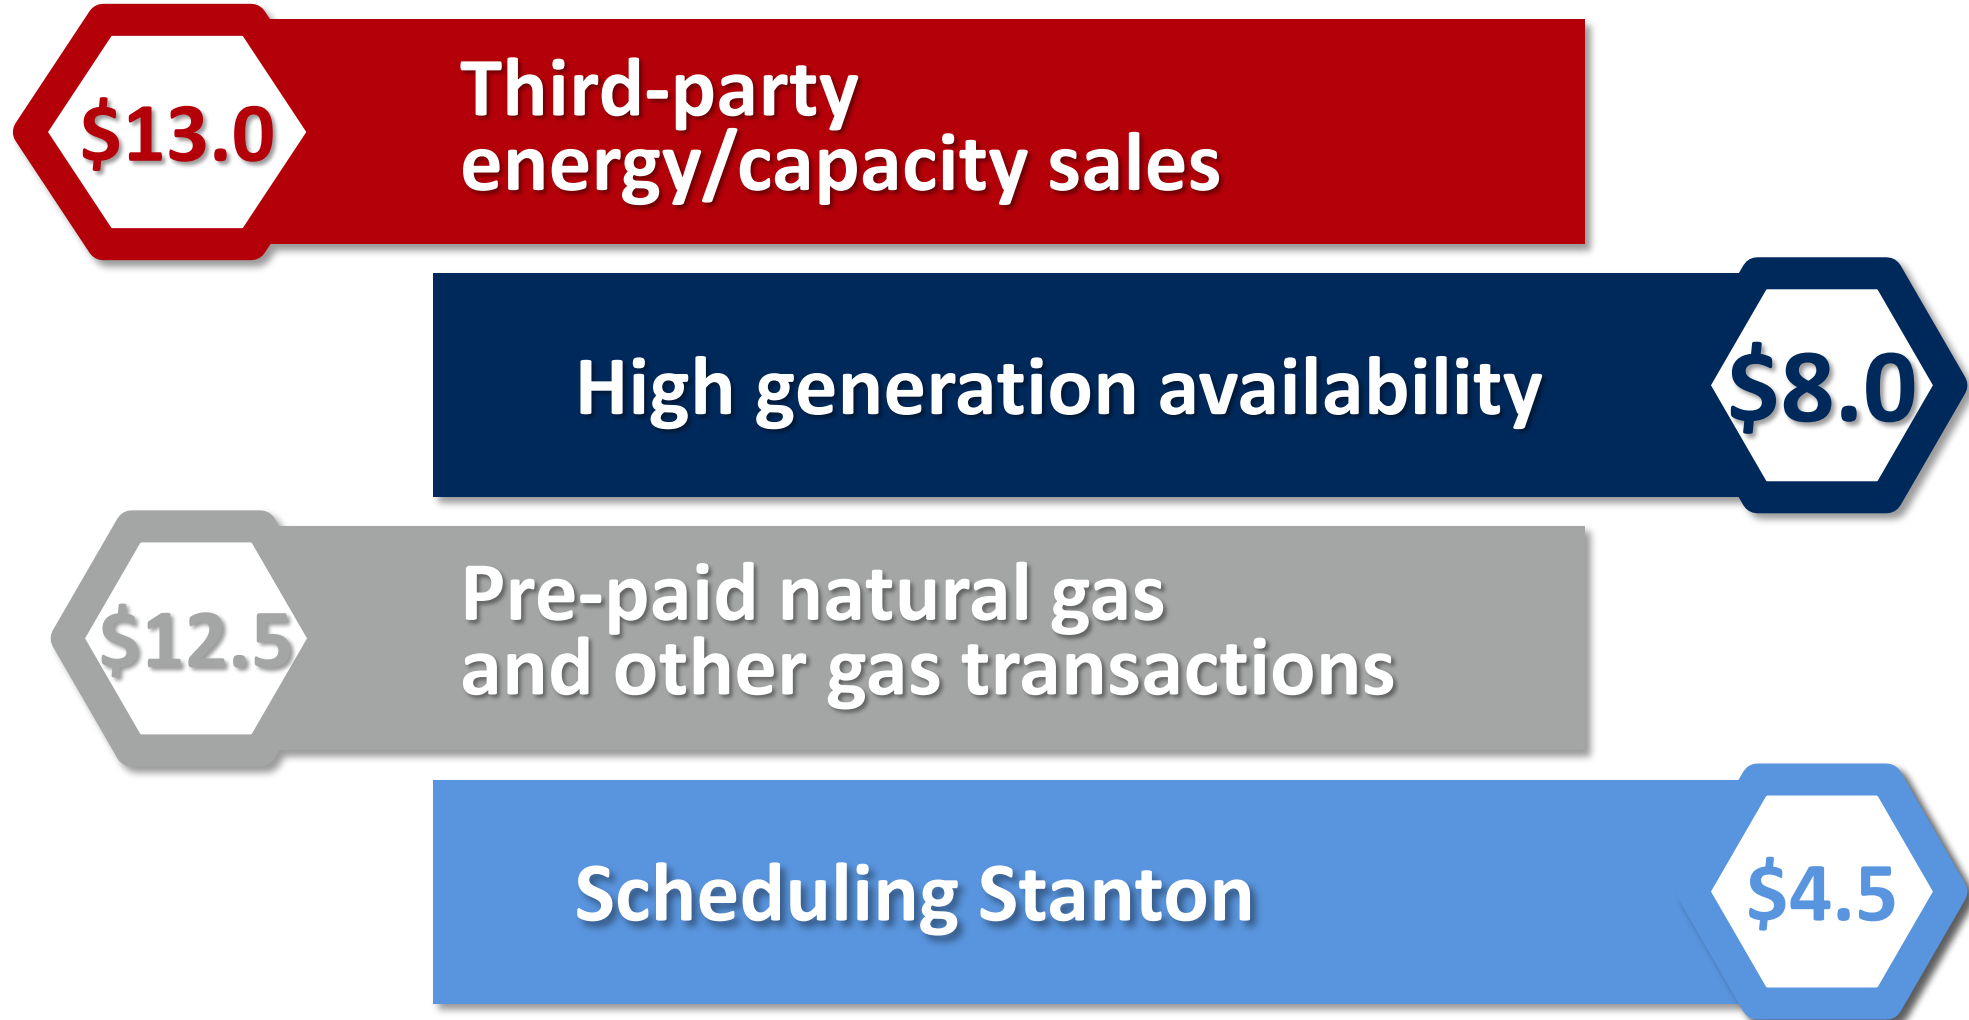 $13.0
Third-party
energy/capacity sales
High generation availability
$8.0
$12.5
Pre-paid natural gas
and other gas transactions
Scheduling Stanton
$4.5